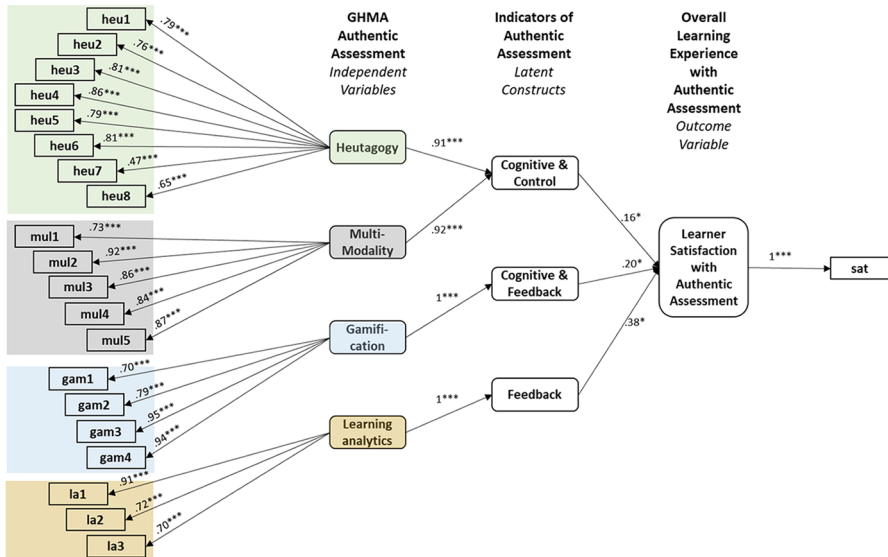 GHMA
Authentic
Assessment
Independent
Variables
Indicators of
Authentic
Assessment
Latent
Constructs
Overall
Learning
Experience
with
Authentic
Assessment
Outcome
Variable
heu1
.79***
heu2
.76***
heu3
.81***
heu4
.86***
heu5
.79***
heu6
.81***
heu7
.47***
heu8
.65***
Heutagogy
.91***
Cognitive &
Control
.16*
mul1
.73***
mul2
.92***
mul3
.86***
mul4
.84***
mul5
.87***
Multi-
Modality
.92***
Cognitive &
Feedback
.20*
Learner
Satisfaction
with
Authentic
Assessment
1***
sat
Gamifi-
cation
1***
.38*
gam1
.70***
gam2
.79***
gam3
.95***
gam4
.94***
Feedback
Learning
analytics
1***
la1
.91***
la2
.72***
la3
.70***